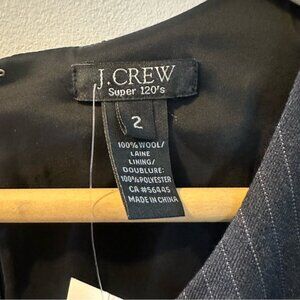 J.CREW
Super 120's
2
100% WOOL/
LAINE
LINING/
DOUBLURE:
100% POLYESTER
CA #56445
MADE IN CHINA